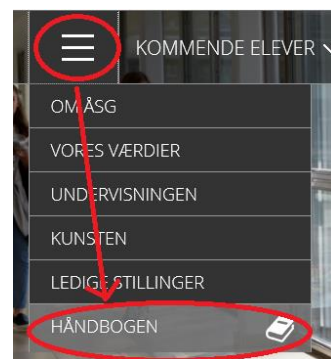 KOMMENDE ELEVER
OM ÅSG
VORES VÆRDIER
UNDERVISNINGEN
KUNSTEN
LEDIGE STILLINGER
HÅNDBOGEN